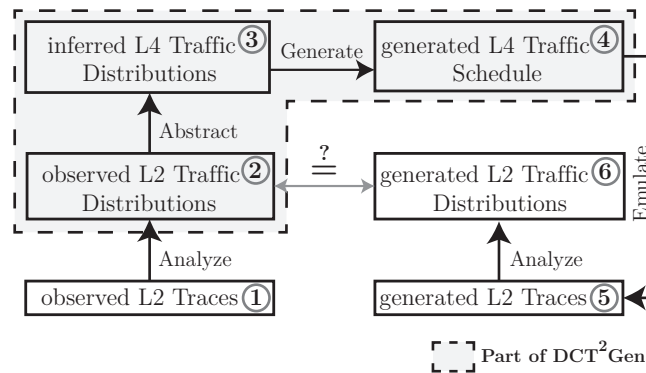 inferred L4 Traffic ③
Distributions
Generate
generated L4 Traffic ④
Schedule
Abstract
observed L2 Traffic ②
Distributions
?
=
generated L2 Traffic ⑥
Distributions
Emulate
Analyze
Analyze
observed L2 Traces ①
generated L2 Traces ⑤
Part of DCT²Gen